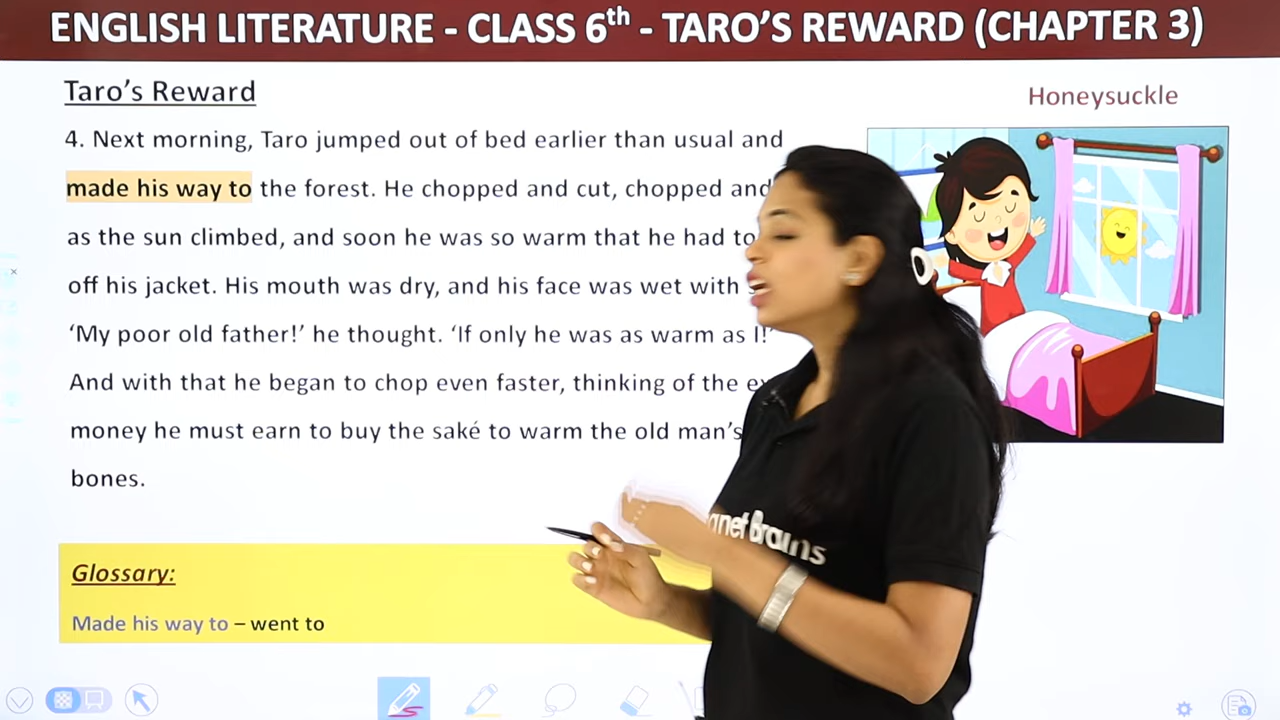 ENGLISH LITERATURE - CLASS 6th - TARO'S REWARD (CHAPTER 3)
Taro's Reward
Honeysuckle
4. Next morning, Taro jumped out of bed earlier than usual and
made his way to the forest. He chopped and cut, chopped and
as the sun climbed, and soon he was so warm that he had to
off his jacket. His mouth was dry, and his face was wet with
'My poor old father!' he thought. 'If only he was as warm as I!'
And with that he began to chop even faster, thinking of the
money he must earn to buy the saké to warm the old man's
bones.
anet Brains
Glossary:
Made his way to – went to